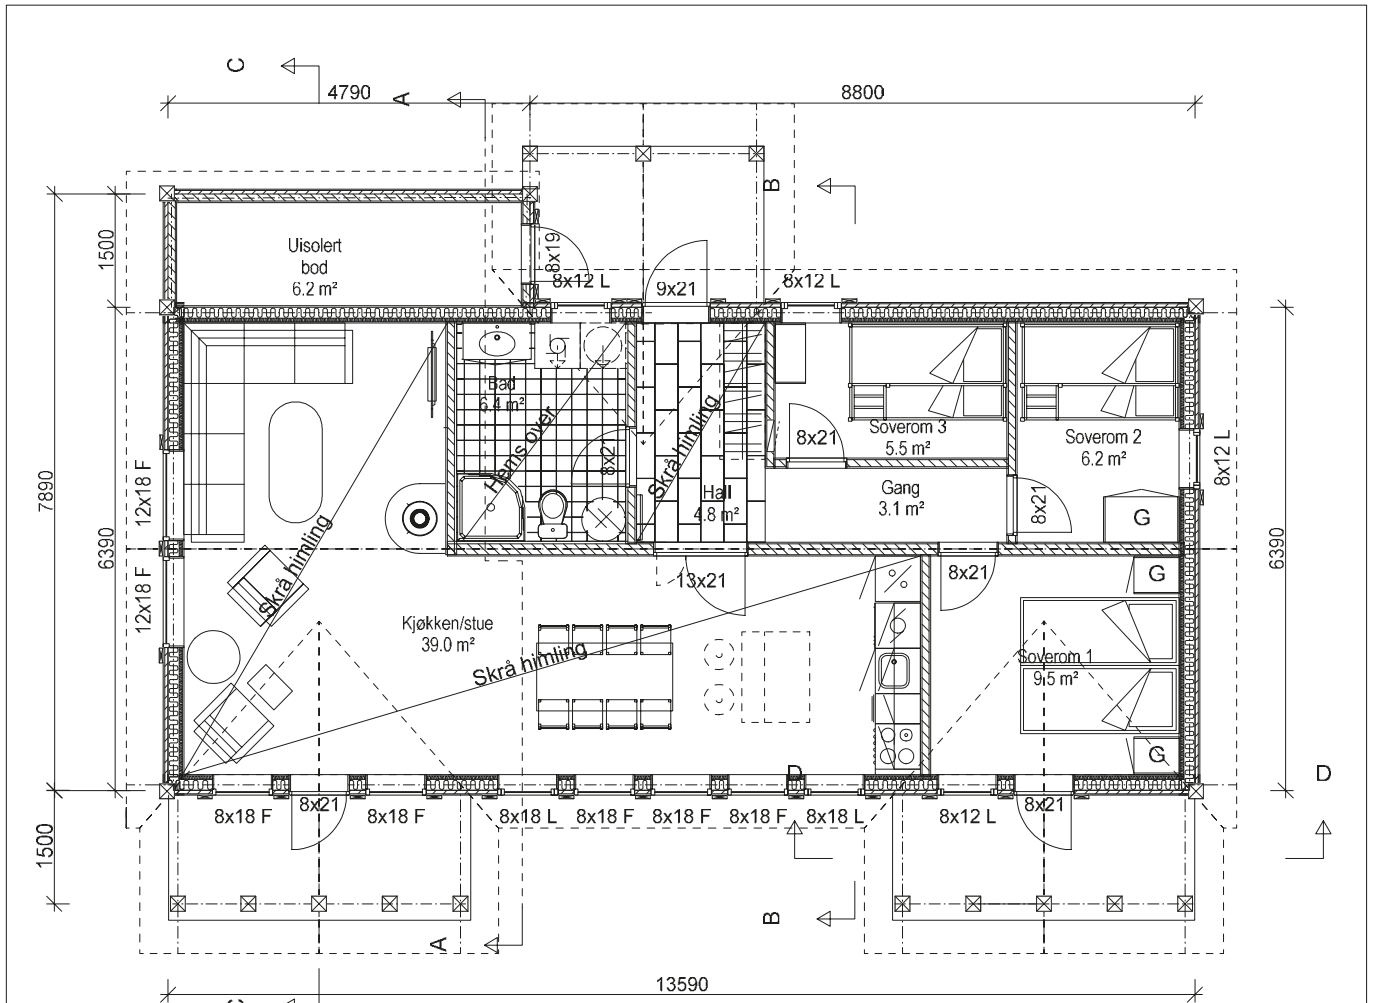 C
4790
A
8800
B
1500
Uisolert
bod
6.2 m²
8x19
8x12 L
9x21
8x12 L
7890
6390
12x18 F
12x18 F
Bad
6.4 m²
Hems over
8x21
Skrå himling
Hall
4.8 m²
8x21
Soverom 3
5.5 m²
Soverom 2
6.2 m²
8x12 L
Gang
3.1 m²
8x21
G
6390
Skrå himling
Kjøkken/stue
39.0 m²
Skrå himling
13x21
8x21
G
Soverom 1
9.5 m²
G
D
D
8x18 F
8x21
8x18 F
8x18 L
8x18 F
8x18 F
8x18 F
8x18 L
8x12 L
8x21
1500
A
B
13590
C